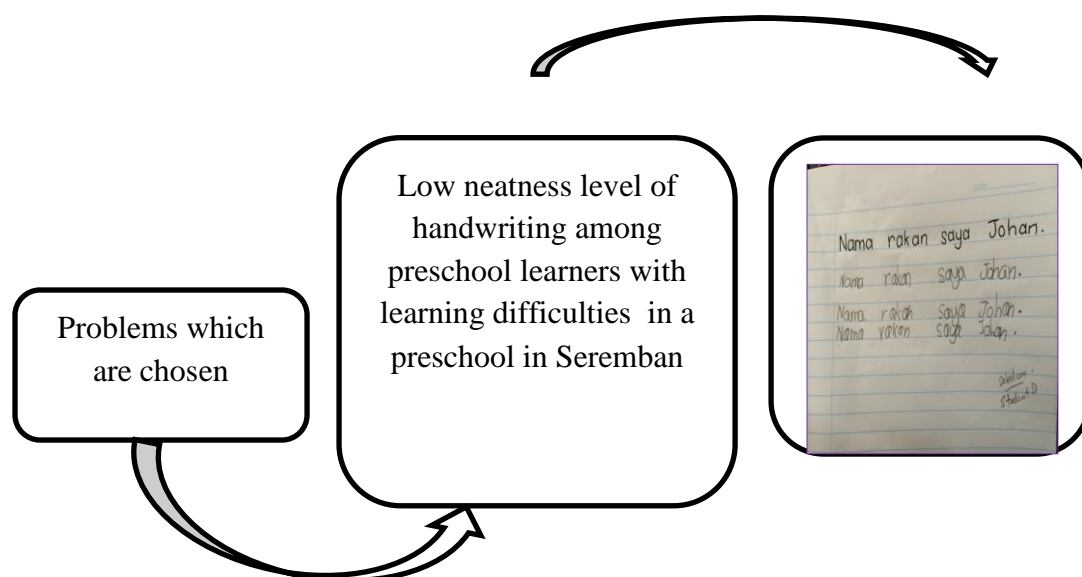 Problems which
are chosen
Low neatness level of
handwriting among
preschool learners with
learning difficulties in a
preschool in Seremban
Nama rakan saya Johan.
Nama rakan saya Johan.
Nama rakan saya Johan.
Nama rakan saya Johan.
Student D.